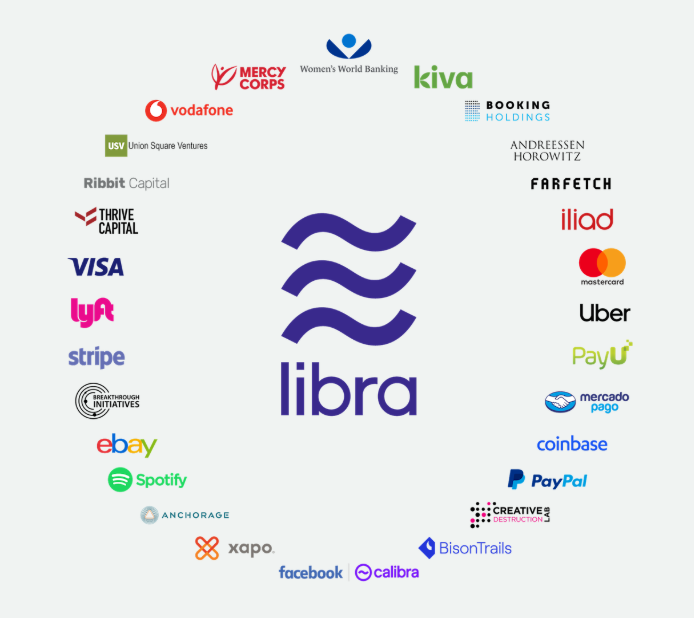 Women's World Banking
MERCY
CORPS
kiva
vodafone
BOOKING
HOLDINGS
USV Union Square Ventures
ANDREESSEN
HOROWITZ
Ribbit Capital
FARFETCH
THRIVE
CAPITAL
iliad
VISA
mastercard
lyft
Uber
stripe
PayU
libra
BREAKTHROUGH
INITIATIVES
mercado
pago
ebay
coinbase
Spotify
PayPal
ANCHORAGE
CREATIVE
DESTRUCTION
LAB
xapo
BisonTrails
facebook
calibra